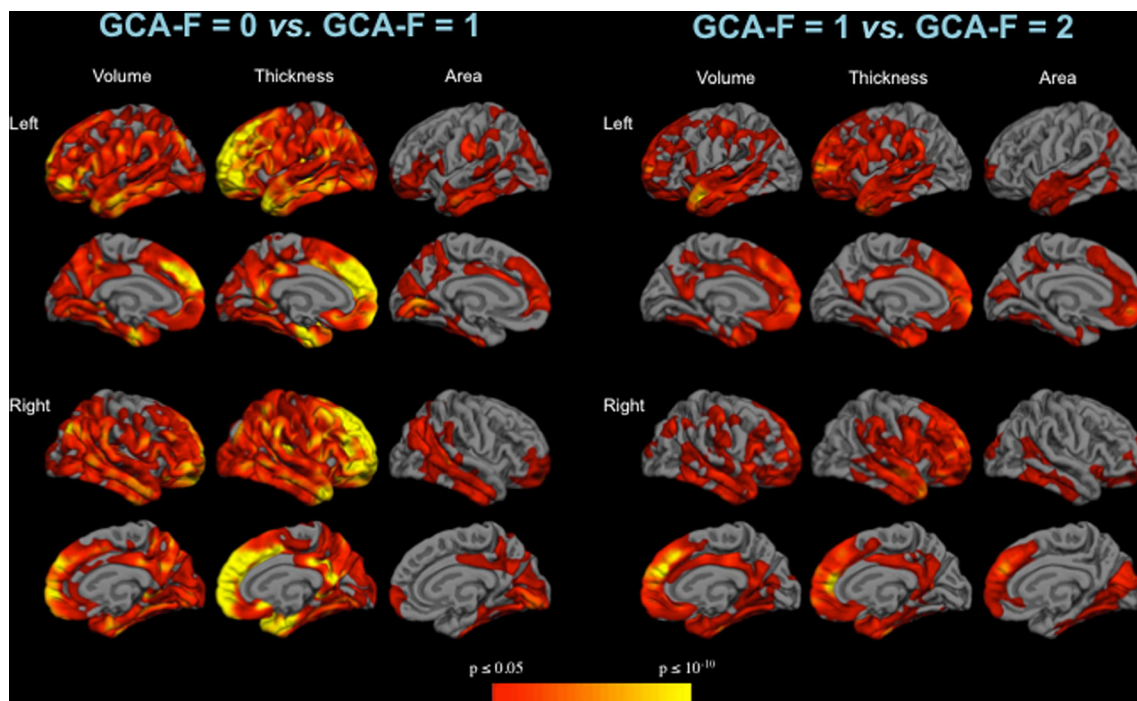 GCA-F = 0 vs. GCA-F = 1 GCA-F = 1 vs. GCA-F = 2
Volume Thickness Area Volume Thickness Area
Left Left
Right Right
p ≤ 0.05 p ≤ 10⁻¹⁰